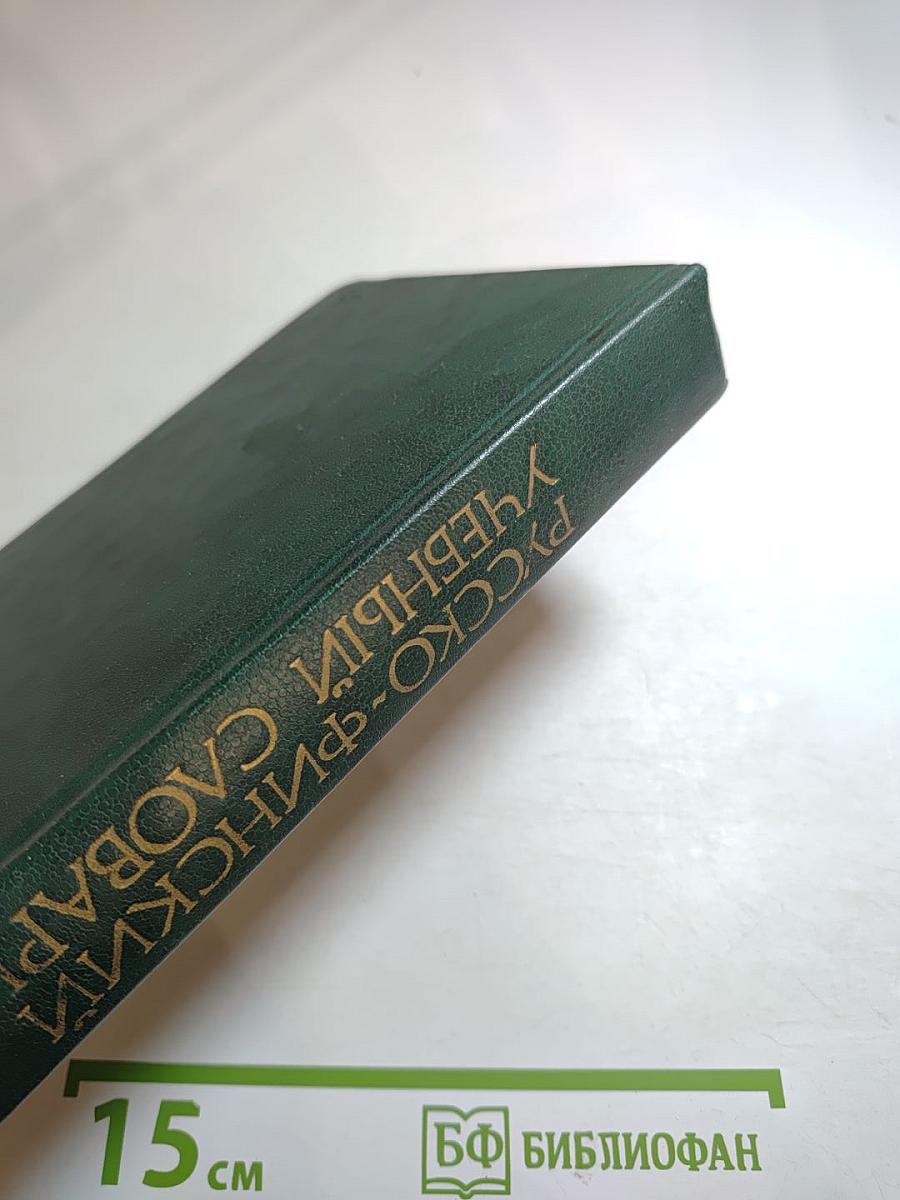 РУССКО-ФИНСКИЙ
УЧЕБНЫЙ СЛОВАРЬ
15 см
БФ БИБЛИОФАН